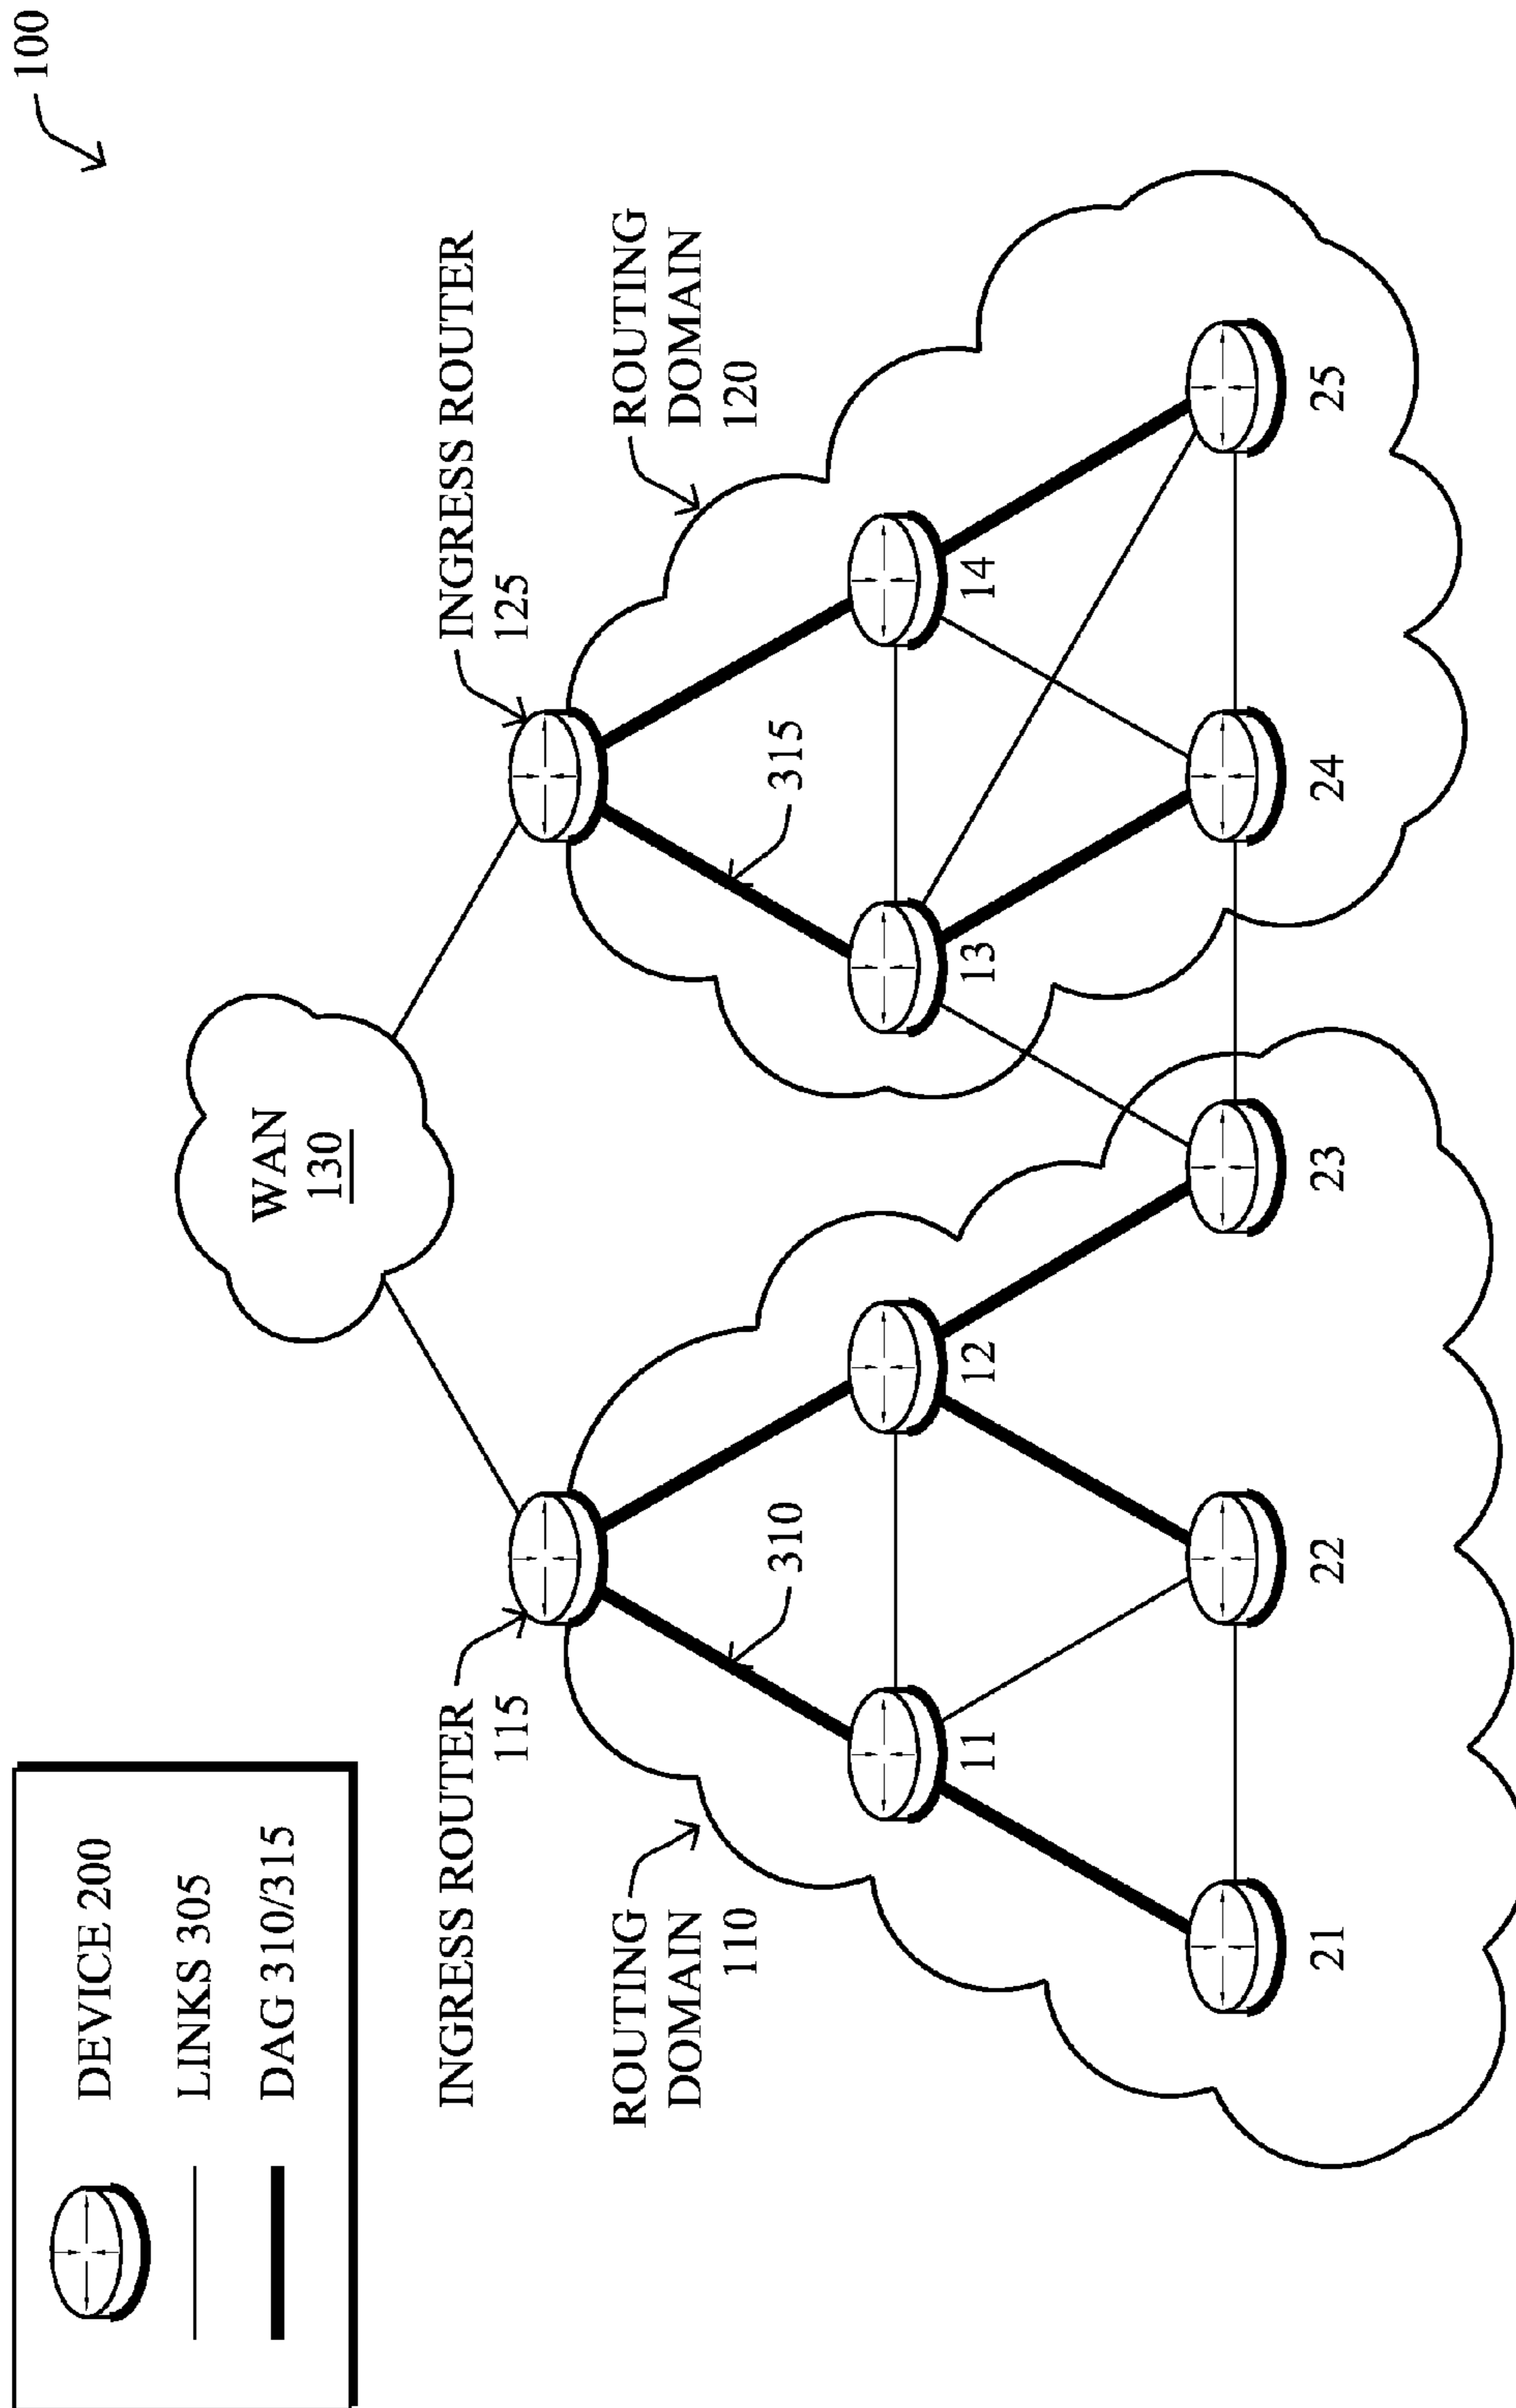 100
DEVICE 200
LINKS 305
DAG 310/315
WAN
130
INGRESS ROUTER
115
INGRESS ROUTER
125
ROUTING
DOMAIN
110
ROUTING
DOMAIN
120
310
315
11
12
13
14
21
22
23
24
25